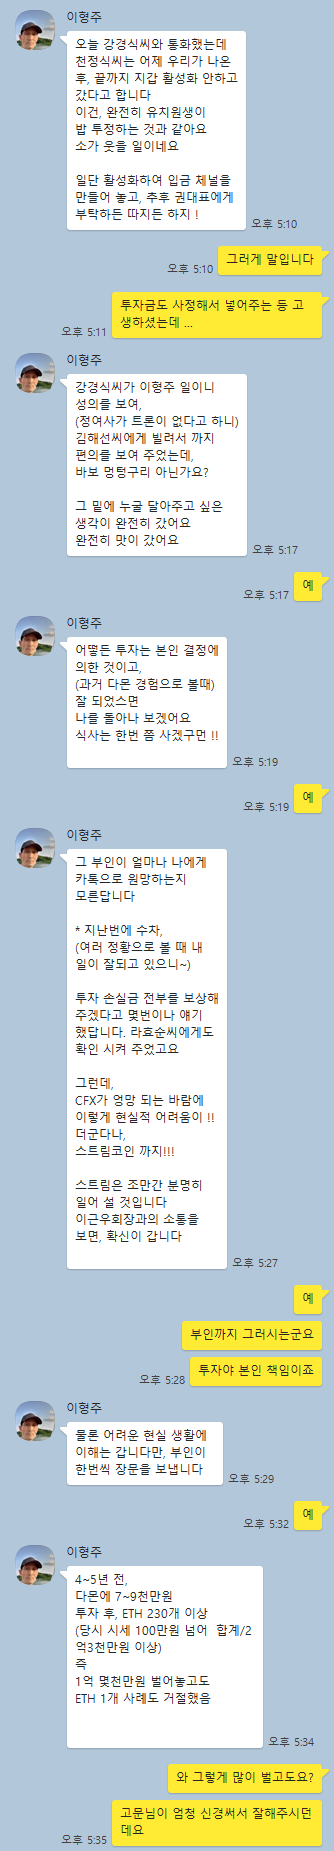 이형주
오늘 강경식씨와 통화했는데
천정식씨는 어제 우리가 나온
후, 끝까지 지갑 활성화 안하고
갔다고 합니다
이건, 완전히 유치원생이
밥 투정하는 것과 같아요
소가 웃을 일이네요
일단 활성화하여 입금 체널을
만들어 놓고, 추후 권대표에게
부탁하든 따지든 하지 !
오후 5:10
그러게 말입니다
오후 5:10
투자금도 사정해서 넣어주는 등 고
생하셨는데 ...
오후 5:11
이형주
강경식씨가 이형주 일이니
성의를 보여,
(정여사가 트론이 없다고 하니)
김해선씨에게 빌려서 까지
편의를 보여 주었는데,
바보 멍텅구리 아닌가요?
그 밑에 누굴 달아주고 싶은
생각이 완전히 갔어요
완전히 맛이 갔어요
오후 5:17
예
오후 5:17
이형주
어떻든 투자는 본인 결정에
의한 것이고,
(과거 다몬 경험으로 볼때)
잘 되었스면
나를 돌아나 보겠어요
식사는 한번 쯤 사겠구먼 !!
오후 5:19
예
오후 5:19
이형주
그 부인이 얼마나 나에게
카톡으로 원망하는지
모른답니다
* 지난번에 수차,
(여러 정황으로 볼 때 내
일이 잘되고 있으니~)
투자 손실금 전부를 보상해
주겠다고 몇번이나 얘기
했답니다. 라효순씨에게도
확인 시켜 주었고요
그런데,
CFX가 엉망 되는 바람에
이렇게 현실적 어려움이 !!
더군다나,
스트림코인 까지!!!
스트림은 조만간 분명히
일어 설 것입니다
이근우회장과의 소통을
보면, 확신이 갑니다
오후 5:27
예
부인까지 그러시는군요
투자야 본인 책임이죠
오후 5:28
이형주
물론 어려운 현실 생활에
이해는 갑니다만, 부인이
한번씩 장문을 보냅니다
오후 5:29
예
오후 5:32
이형주
4~5년 전,
다몬에 7~9천만원
투자 후, ETH 230개 이상
(당시 시세 100만원 넘어 합계/2
억3천만원 이상)
즉
1억 몇천만원 벌어놓고도
ETH 1개 사례도 거절했음
오후 5:34
와 그렇게 많이 벌고도요?
고문님이 엄청 신경써서 잘해주시던
데요
오후 5:35